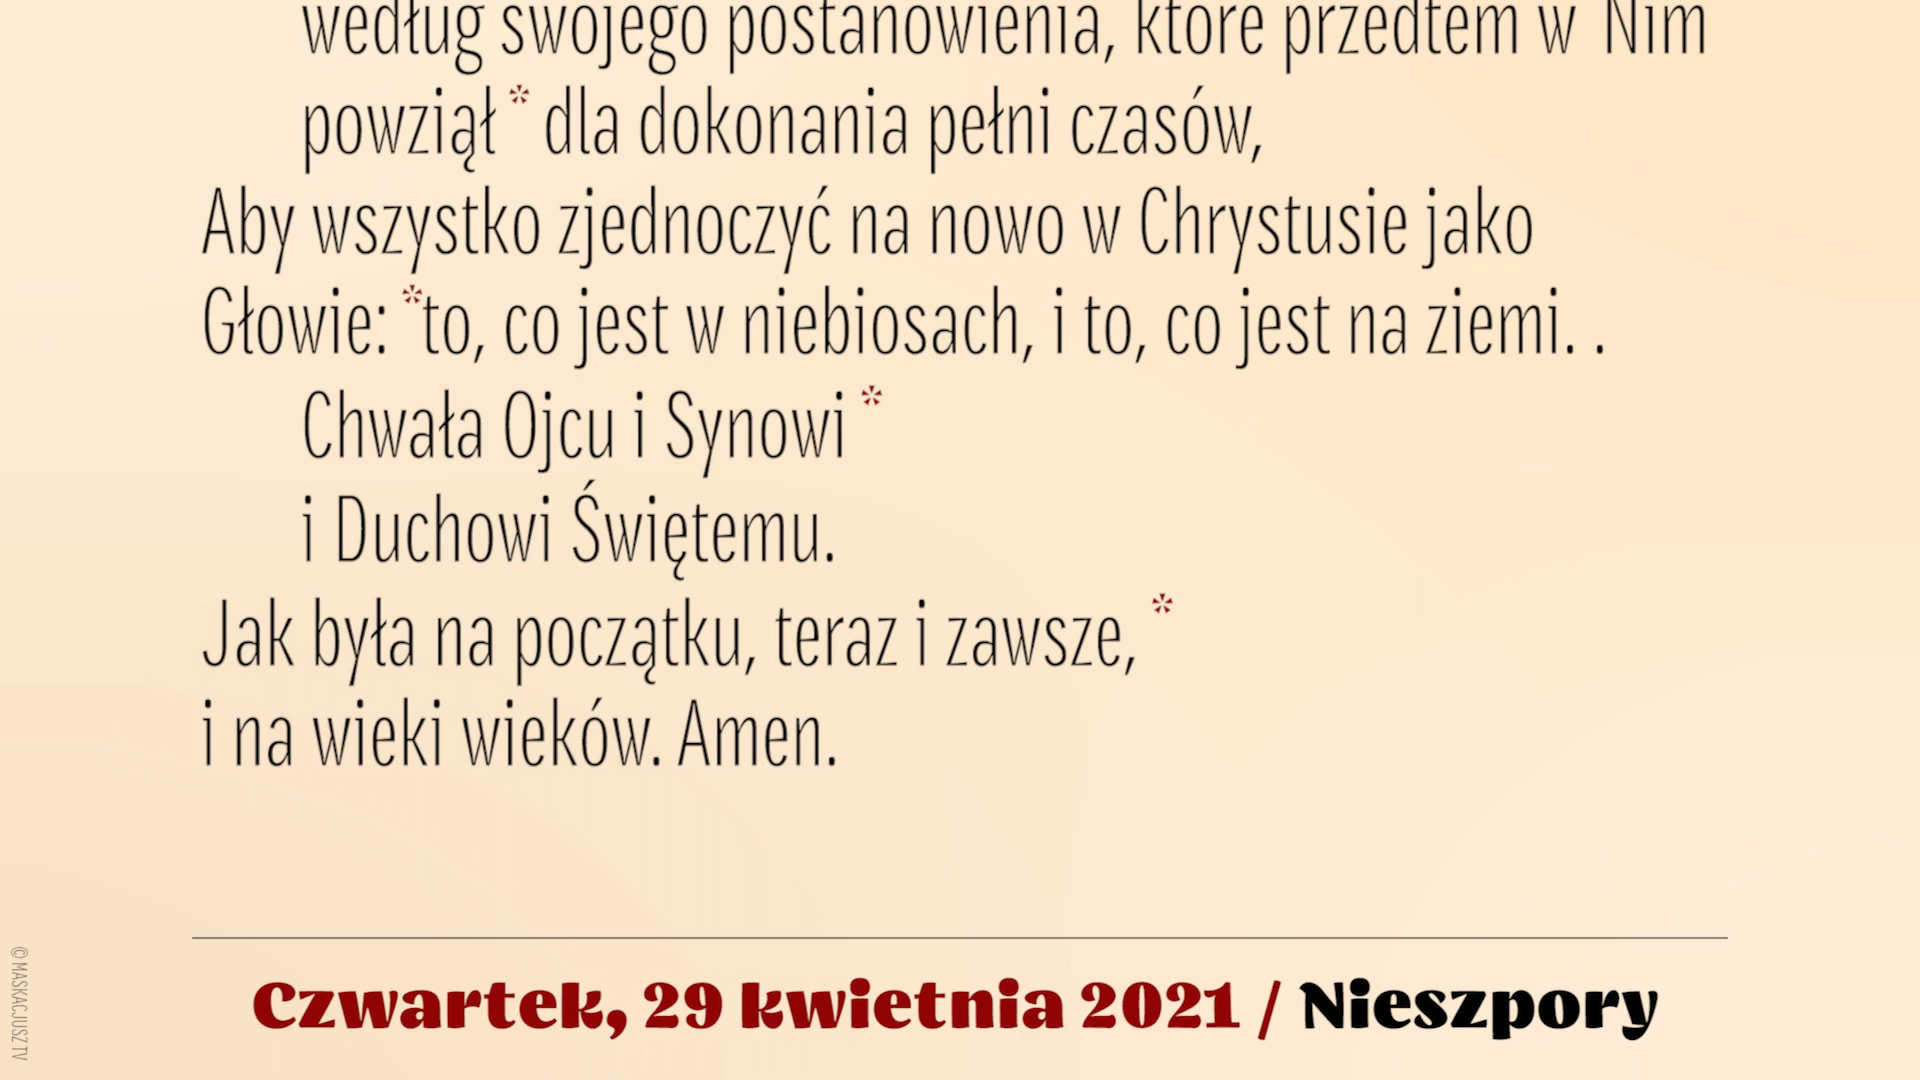 według swojego postanowienia, które przedtem w Nim
powziął * dla dokonania pełni czasów,
Aby wszystko zjednoczyć na nowo w Chrystusie jako
Głowie: *to, co jest w niebiosach, i to, co jest na ziemi. .
Chwała Ojcu i Synowi *
i Duchowi Świętemu.
Jak była na początku, teraz i zawsze, *
i na wieki wieków. Amen.
Czwartek, 29 kwietnia 2021 / Nieszpory
© MASKACJUSZ TV